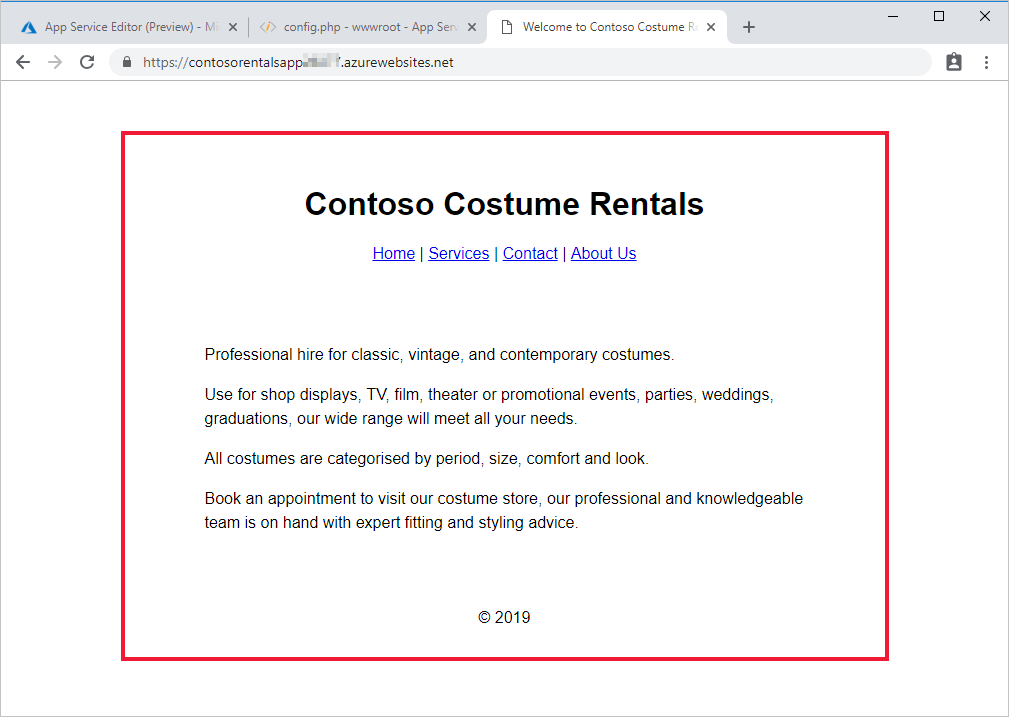 App Service Editor (Preview) -
config.php - wwwroot - App Serv
Welcome to Contoso Costume
https://contosorentalsapp .azurewebsites.net
Contoso Costume Rentals
Home | Services | Contact | About Us
Professional hire for classic, vintage, and contemporary costumes.
Use for shop displays, TV, film, theater or promotional events, parties, weddings,
graduations, our wide range will meet all your needs.
All costumes are categorised by period, size, comfort and look.
Book an appointment to visit our costume store, our professional and knowledgeable
team is on hand with expert fitting and styling advice.
© 2019